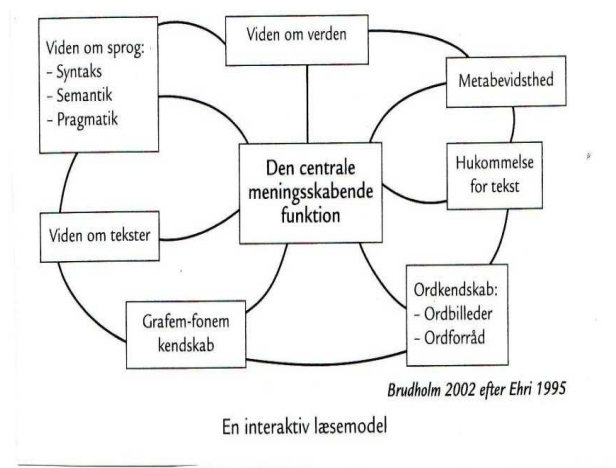 Viden om verden
Viden om sprog:
– Syntaks
– Semantik
– Pragmatik
Metabevidsthed
Den centrale
meningsskabende
funktion
Hukommelse
for tekst
Viden om tekster
Ordkendskab:
– Ordbilleder
– Ordforråd
Grafem-fonem
kendskab
Brudholm 2002 efter Ehri 1995
En interaktiv læsemodel